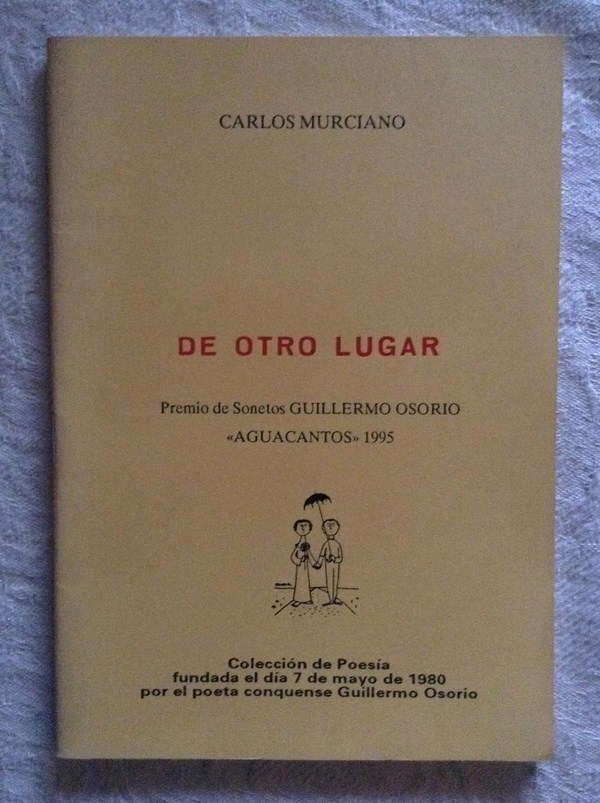 CARLOS MURCIANO
DE OTRO LUGAR
Premio de Sonetos GUILLERMO OSORIO
«AGUACANTOS» 1995
Colección de Poesía
fundada el día 7 de mayo de 1980
por el poeta conquense Guillermo Osorio